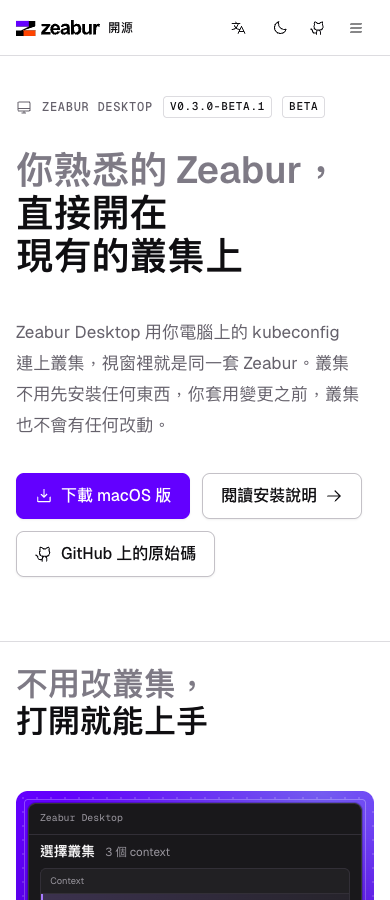 zeabur 開源
ZEABUR DESKTOP V0.3.0-BETA.1 BETA
你熟悉的 Zeabur，
直接開在
現有的叢集上
Zeabur Desktop 用你電腦上的 kubeconfig
連上叢集，視窗裡就是同一套 Zeabur。叢集
不用先安裝任何東西，你套用變更之前，叢集
也不會有任何改動。
下載 macOS 版 閱讀安裝說明
GitHub 上的原始碼
不用改叢集，
打開就能上手
Zeabur Desktop
選擇叢集 3 個 context
Context